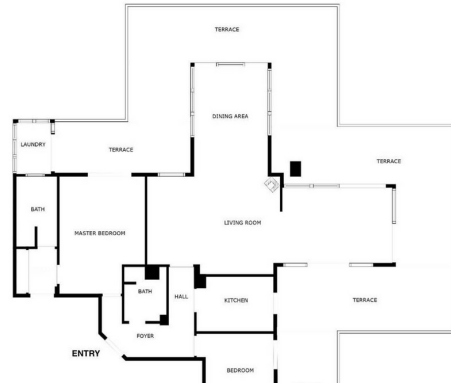 TERRACE
DINING AREA
LAUNDRY
TERRACE
TERRACE
BATH
MASTER BEDROOM
LIVING ROOM
BATH
HALL
KITCHEN
TERRACE
FOYER
ENTRY
BEDROOM